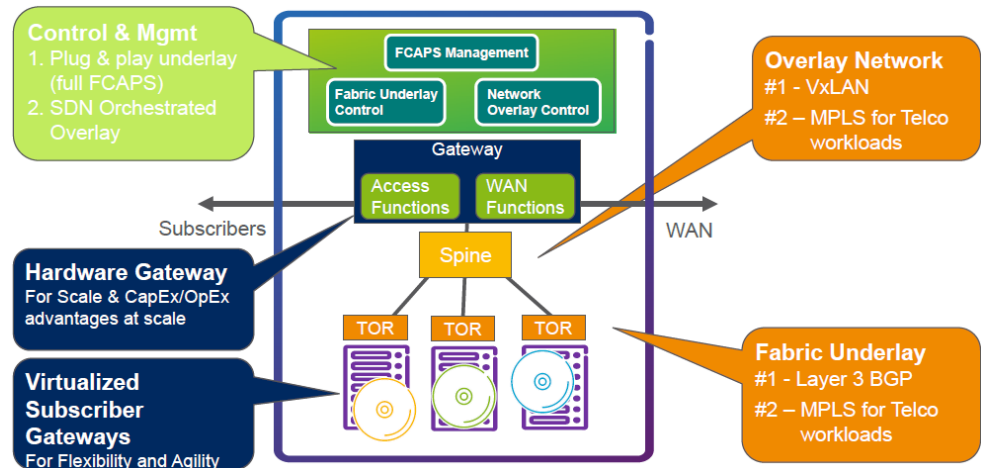 Control & Mgmt
1. Plug & play underlay
(full FCAPS)
2. SDN Orchestrated
Overlay
FCAPS Management
Fabric Underlay
Control
Network
Overlay Control
Overlay Network
#1 - VxLAN
#2 – MPLS for Telco
workloads
Gateway
Access
Functions
WAN
Functions
Subscribers
WAN
Spine
Hardware Gateway
For Scale & CapEx/OpEx
advantages at scale
TOR
TOR
TOR
Virtualized
Subscriber
Gateways
For Flexibility and Agility
Fabric Underlay
#1 - Layer 3 BGP
#2 – MPLS for Telco
workloads